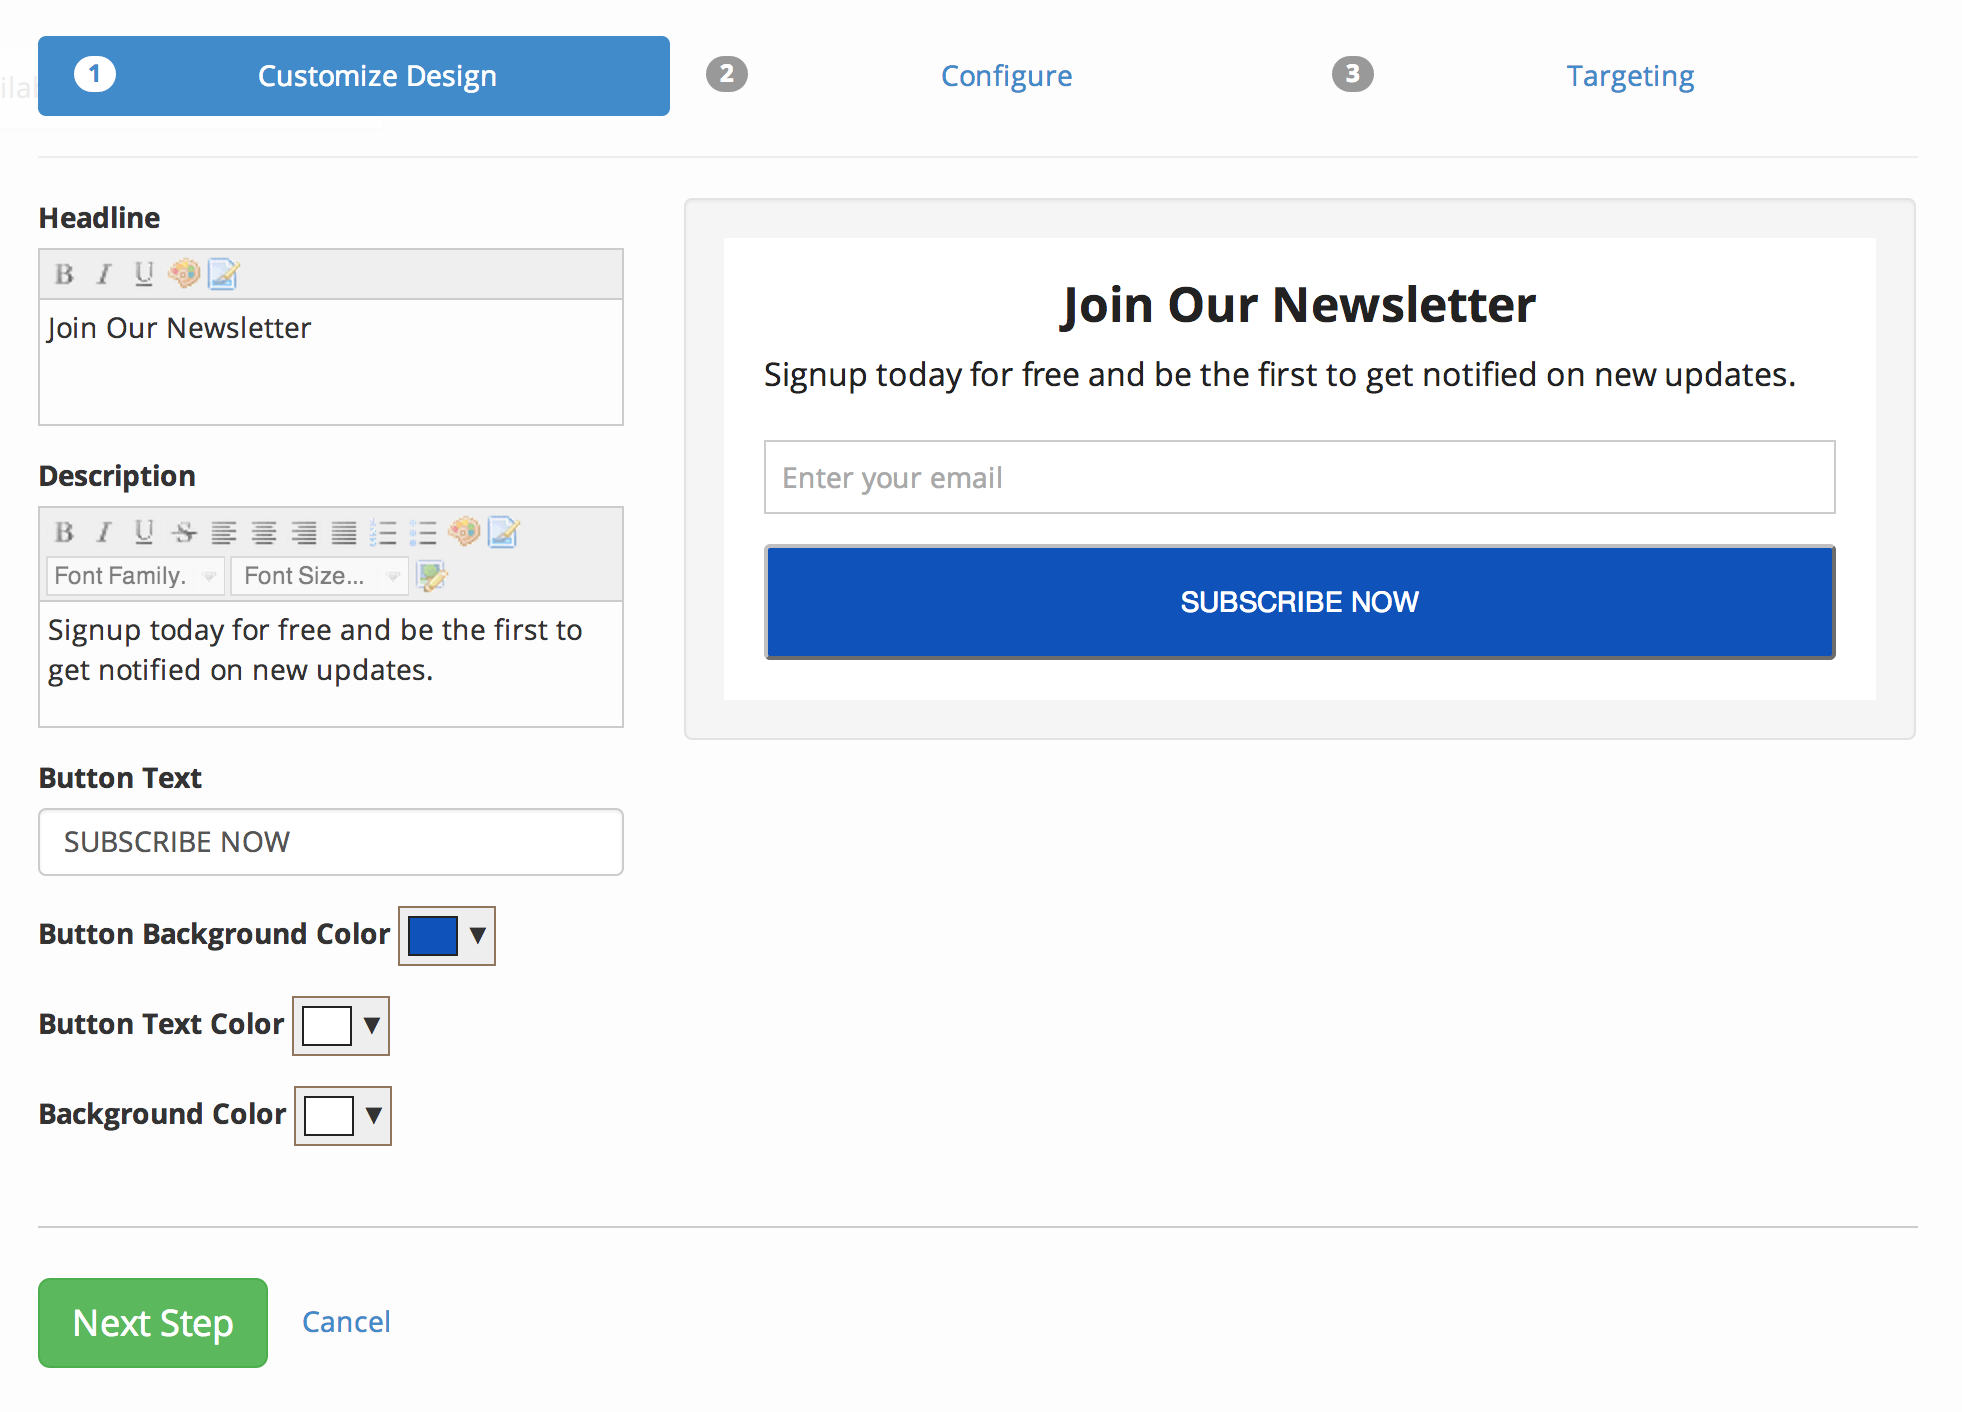 1 Customize Design 2 Configure 3 Targeting
Headline
B I U
Join Our Newsletter
Description
B I U S
Font Family. Font Size...
Signup today for free and be the first to
get notified on new updates.
Button Text
SUBSCRIBE NOW
Button Background Color
Button Text Color
Background Color
Join Our Newsletter
Signup today for free and be the first to get notified on new updates.
Enter your email
SUBSCRIBE NOW
Next Step Cancel